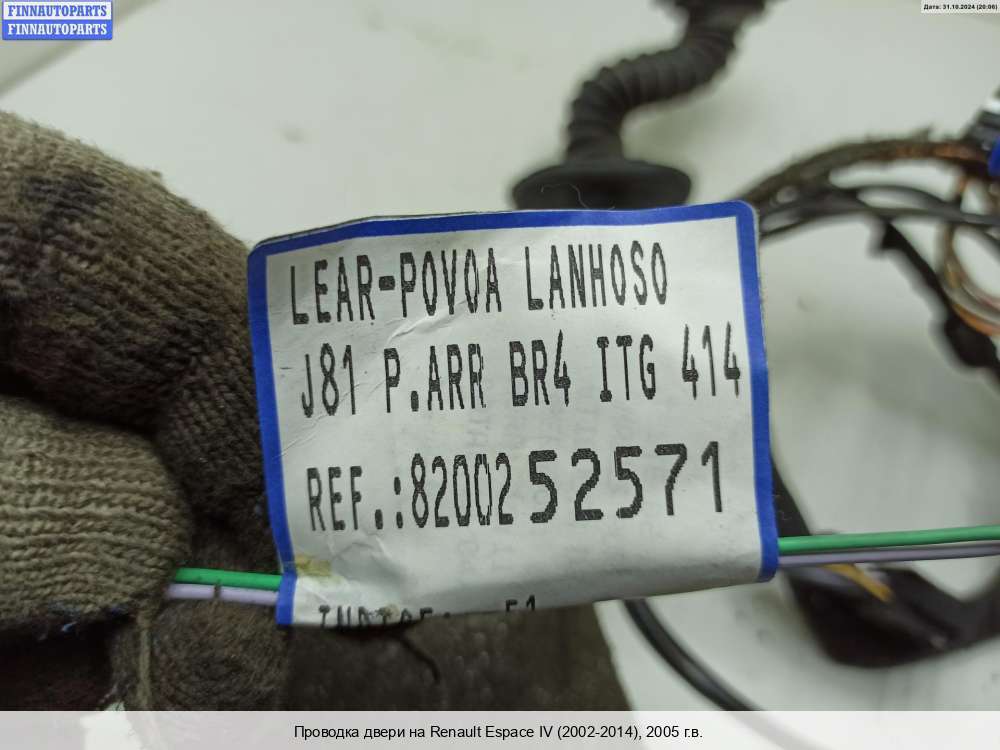 FINNAUTOPARTS
FINNAUTOPARTS
Дата: 31.10.2024 (20:06)
LEAR-POVOA LANHOSO
J81 P.ARR BR4 ITG 414
REF.:8200252571
Проводка двери на Renault Espace IV (2002-2014), 2005 г.в.